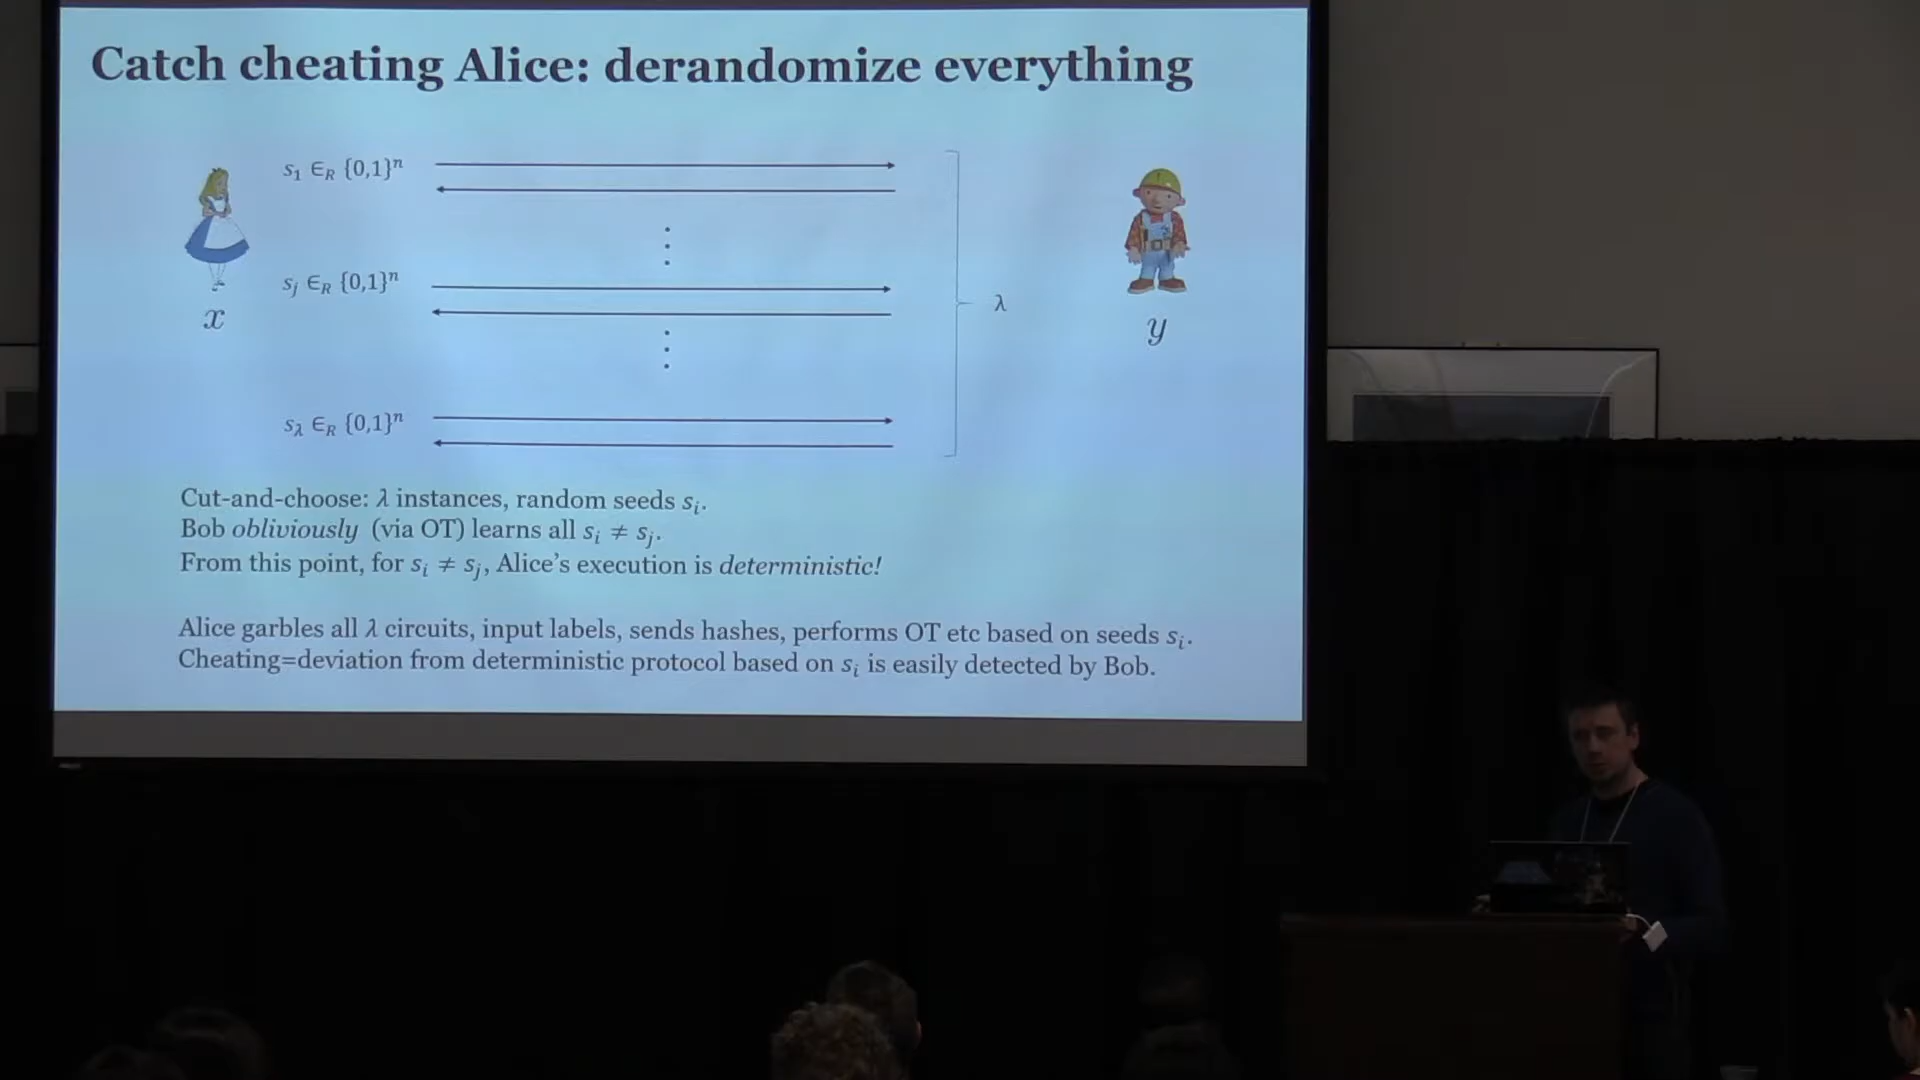 Catch cheating Alice: derandomize everything
s₁ ∈ᵣ {0,1}ⁿ
sⱼ ∈ᵣ {0,1}ⁿ
λ
x
y
s_λ ∈ᵣ {0,1}ⁿ
Cut-and-choose: λ instances, random seeds sᵢ.
Bob obliviously (via OT) learns all sᵢ ≠ sⱼ.
From this point, for sᵢ ≠ sⱼ, Alice’s execution is deterministic!
Alice garbles all λ circuits, input labels, sends hashes, performs OT etc based on seeds sᵢ.
Cheating=deviation from deterministic protocol based on sᵢ is easily detected by Bob.